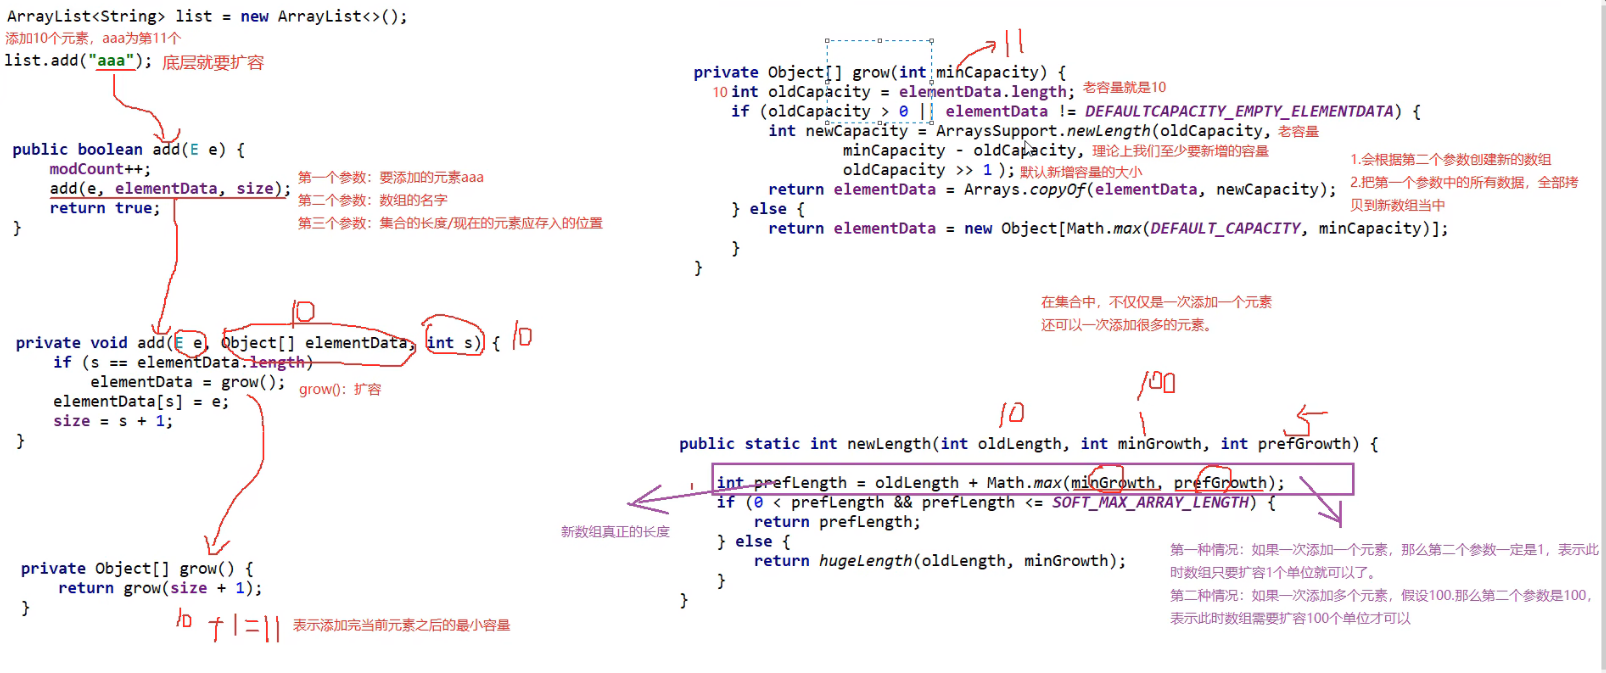 ArrayList<String> list = new ArrayList<>();
添加10个元素，aaa为第11个
list.add("aaa"); 底层就要扩容
public boolean add(E e) {
modCount++;
add(e, elementData, size);
return true;
}
第一个参数：要添加的元素aaa
第二个参数：数组的名字
第三个参数：集合的长度/现在的元素应存入的位置
10
private void add(E e, Object[] elementData, int s) { 10
if (s == elementData.length)
elementData = grow(); grow()：扩容
elementData[s] = e;
size = s + 1;
}
private Object[] grow() {
return grow(size + 1);
}
10 +1=11 表示添加完当前元素之后的最小容量
11
private Object[] grow(int minCapacity) {
10 int oldCapacity = elementData.length; 老容量就是10
if (oldCapacity > 0 || elementData != DEFAULTCAPACITY_EMPTY_ELEMENTDATA) {
int newCapacity = ArraysSupport.newLength(oldCapacity, 老容量
minCapacity - oldCapacity, 理论上我们至少要新增的容量
oldCapacity >> 1 ); 默认新增容量的大小
return elementData = Arrays.copyOf(elementData, newCapacity);
} else {
return elementData = new Object[Math.max(DEFAULT_CAPACITY, minCapacity)];
}
}
1.会根据第二个参数创建新的数组
2.把第一个参数中的所有数据，全部拷
贝到新数组当中
在集合中，不仅仅是一次添加一个元素
还可以一次添加很多的元素。
10 100 5
public static int newLength(int oldLength, int minGrowth, int prefGrowth) {
int prefLength = oldLength + Math.max(minGrowth, prefGrowth);
if (0 < prefLength && prefLength <= SOFT_MAX_ARRAY_LENGTH) {
return prefLength;
} else {
return hugeLength(oldLength, minGrowth);
}
}
新数组真正的长度
第一种情况：如果一次添加一个元素，那么第二个参数一定是1，表示此
时数组只要扩容1个单位就可以了。
第二种情况：如果一次添加多个元素，假设100.那么第二个参数是100，
表示此时数组需要扩容100个单位才可以